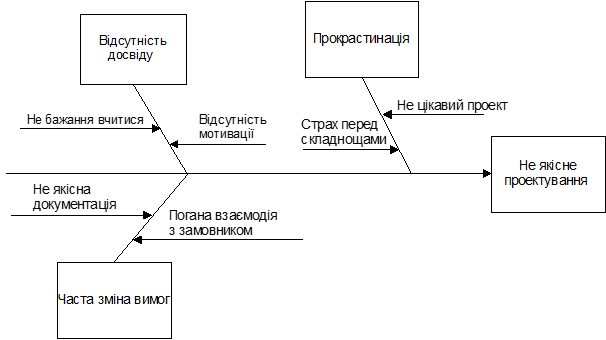 Відсутність
досвіду
Прокрастинація
Не бажання вчитися
Відсутність
мотивації
Не цікавий проект
Страх перед
складнощами
Не якісне
проектування
Не якісна
документація
Погана взаємодія
з замовником
Часта зміна вимог